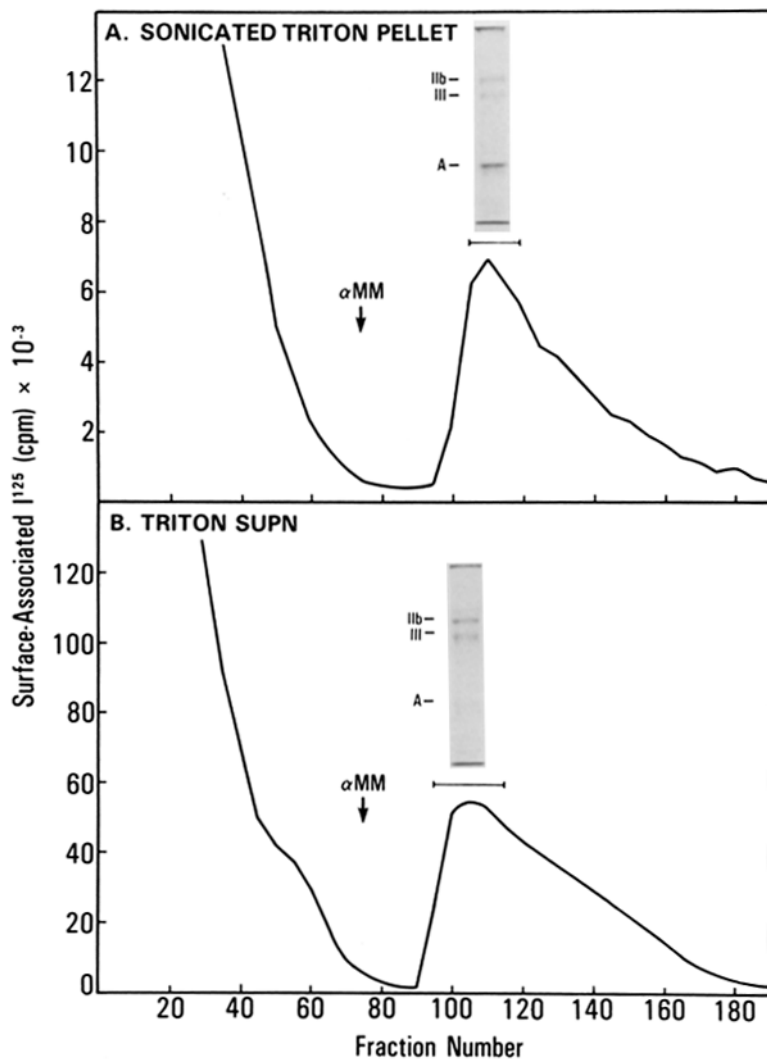 A. SONICATED TRITON PELLET
12
10
8
6
4
2
IIb
III
A
αMM
B. TRITON SUPN
120
100
80
60
40
20
0
IIb
III
A
αMM
20 40 60 80 100 120 140 160 180
Fraction Number
Surface-Associated I¹²⁵ (cpm) × 10⁻³